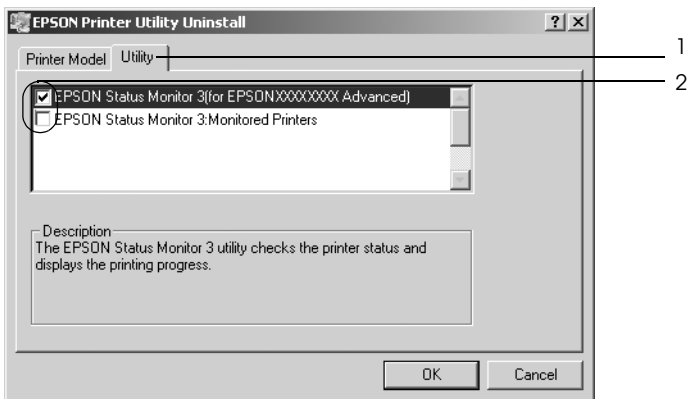 EPSON Printer Utility Uninstall
Printer Model Utility 1
2
EPSON Status Monitor 3(for EPSONXXXXXXXX Advanced)
EPSON Status Monitor 3:Monitored Printers
Description
The EPSON Status Monitor 3 utility checks the printer status and
displays the printing progress.
OK Cancel